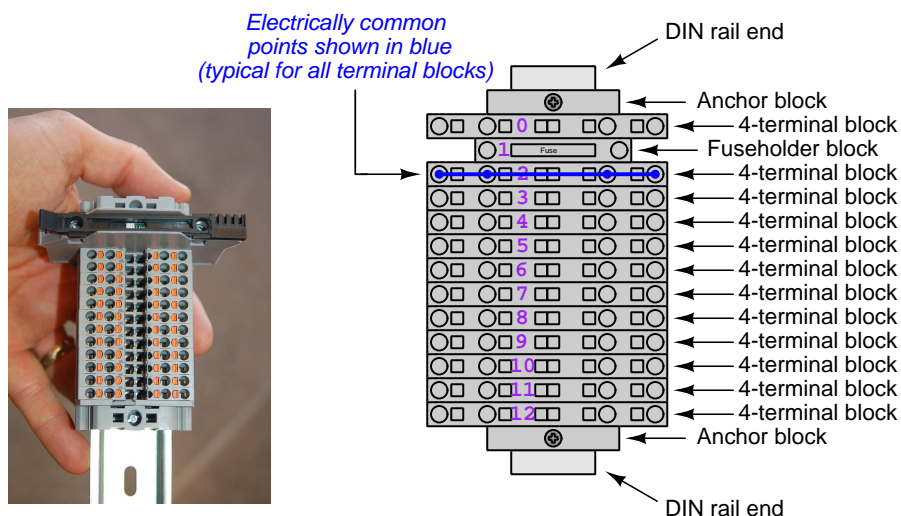 Electrically common
points shown in blue
(typical for all terminal blocks)
DIN rail end
Anchor block
0
4-terminal block
1
Fuse
Fuseholder block
2
4-terminal block
3
4-terminal block
4
4-terminal block
5
4-terminal block
6
4-terminal block
7
4-terminal block
8
4-terminal block
9
4-terminal block
10
4-terminal block
11
4-terminal block
12
4-terminal block
Anchor block
DIN rail end